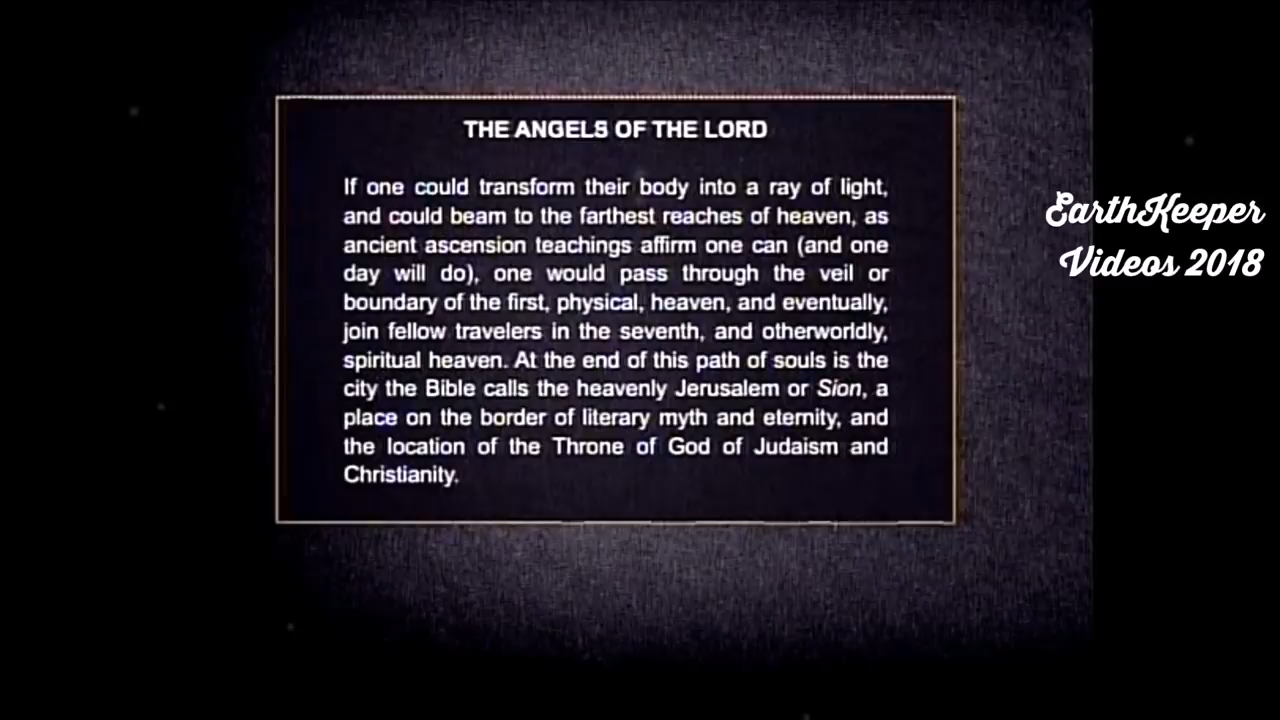 THE ANGELS OF THE LORD
If one could transform their body into a ray of light,
and could beam to the farthest reaches of heaven, as
ancient ascension teachings affirm one can (and one
day will do), one would pass through the veil or
boundary of the first, physical, heaven, and eventually,
join fellow travelers in the seventh, and otherworldly,
spiritual heaven. At the end of this path of souls is the
city the Bible calls the heavenly Jerusalem or Sion, a
place on the border of literary myth and eternity, and
the location of the Throne of God of Judaism and
Christianity.
EarthKeeper
Videos 2018